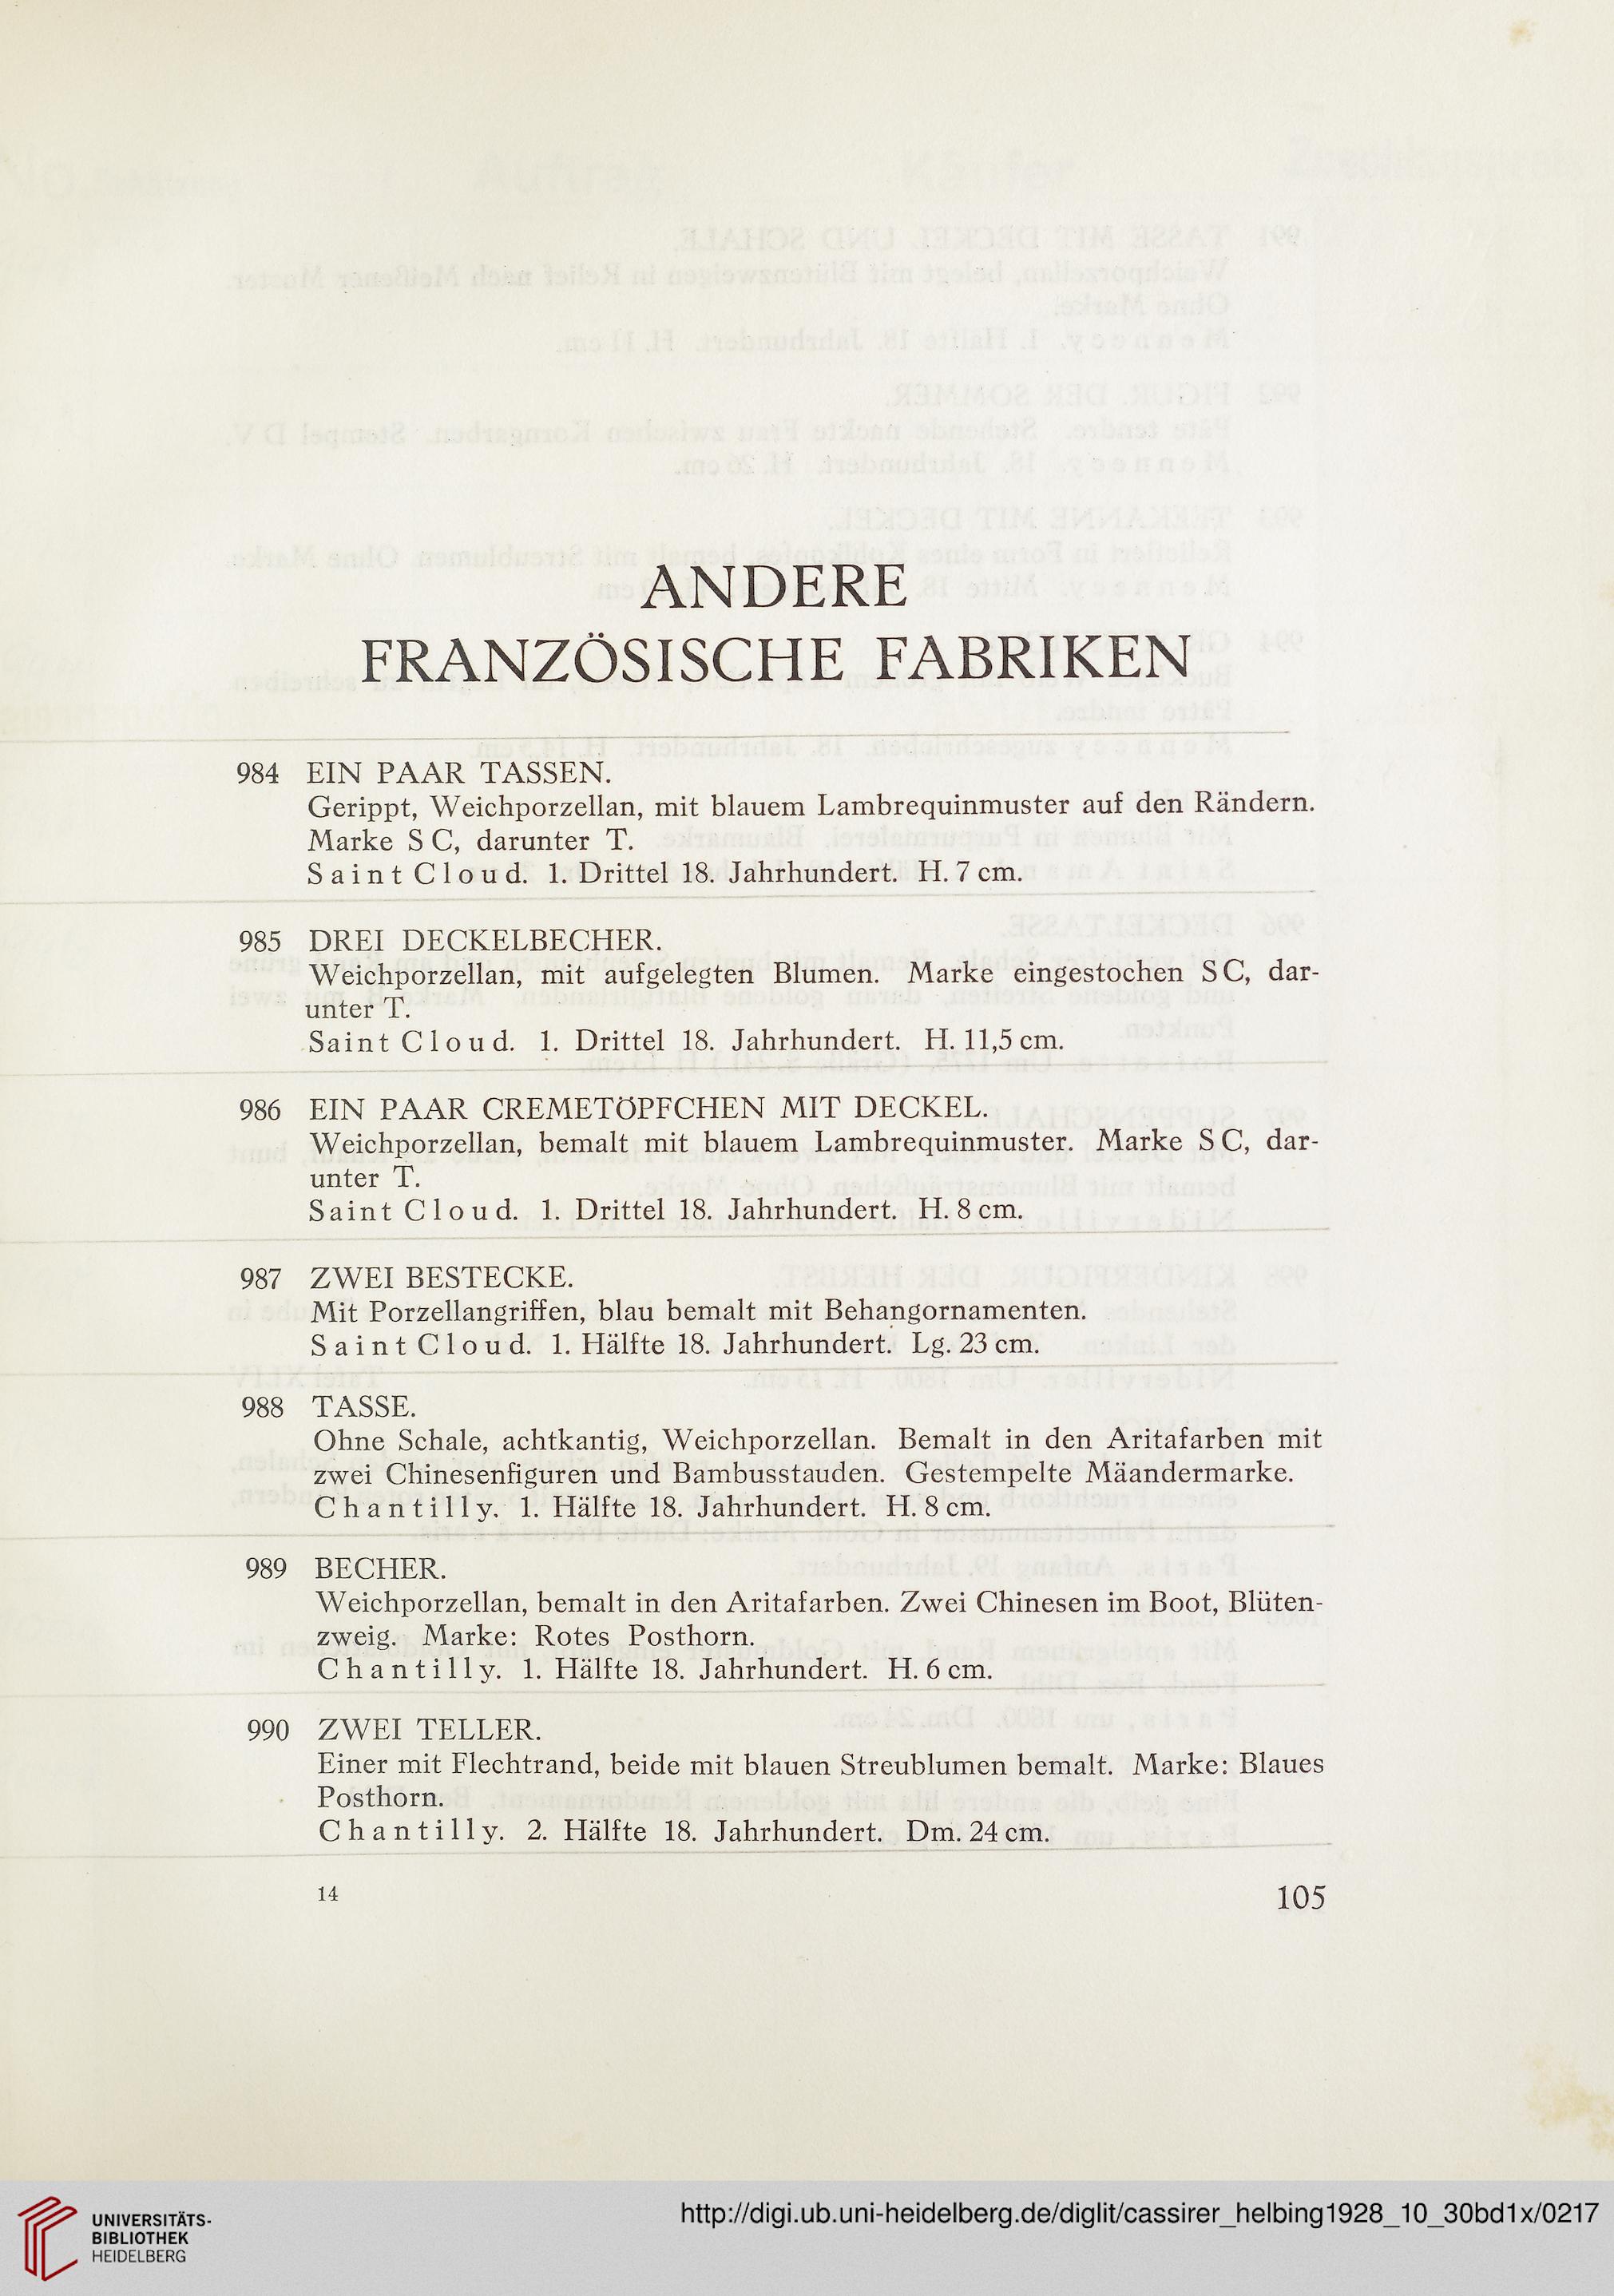 ANDERE
FRANZÖSISCHE FABRIKEN
984 EIN PAAR TASSEN.
Gerippt, Weichporzellan, mit blauem Lambrequinmuster auf den Rändern.
Marke S C, darunter T.
Saint Cloud. 1. Drittel 18. Jahrhundert. H. 7 cm.
985 DREI DECKELBECHER.
Weichporzellan, mit aufgelegten Blumen. Marke eingestochen S C, dar-
unter T.
Saint Cloud. 1. Drittel 18. Jahrhundert. H. 11,5 cm.
986 EIN PAAR CREMETÖPFCHEN MIT DECKEL.
Weichporzellan, bemalt mit blauem Lambrequinmuster. Marke S C, dar-
unter T.
Saint Cloud. 1. Drittel 18. Jahrhundert. H. 8 cm.
987 ZWEI BESTECKE.
Mit Porzellangriffen, blau bemalt mit Behangornamenten.
Saint Cloud. 1. Hälfte 18. Jahrhundert. Lg. 23 cm.
988 TASSE.
Ohne Schale, achtkantig, Weichporzellan. Bemalt in den Aritafarben mit
zwei Chinesenfiguren und Bambusstauden. Gestempelte Mäandermarke.
Chantilly. 1. Hälfte 18. Jahrhundert. H. 8 cm.
989 BECHER.
Weichporzellan, bemalt in den Aritafarben. Zwei Chinesen im Boot, Blüten-
zweig. Marke: Rotes Posthorn.
Chantilly. 1. Hälfte 18. Jahrhundert. H. 6 cm.
990 ZWEI TELLER.
Einer mit Flechtrand, beide mit blauen Streublumen bemalt. Marke: Blaues
Posthorn.
Chantilly. 2. Hälfte 18. Jahrhundert. Dm. 24 cm.
14 105
UNIVERSITÄTS-
BIBLIOTHEK
HEIDELBERG
http://digi.ub.uni-heidelberg.de/diglit/cassirer_helbing1928_10_30bd1x/0217